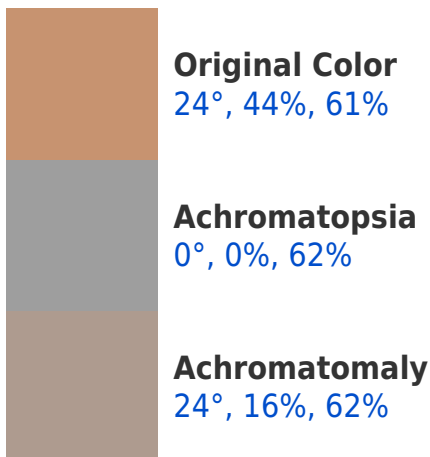 Original Color
24°, 44%, 61%
Achromatopsia
0°, 0%, 62%
Achromatomaly
24°, 16%, 62%